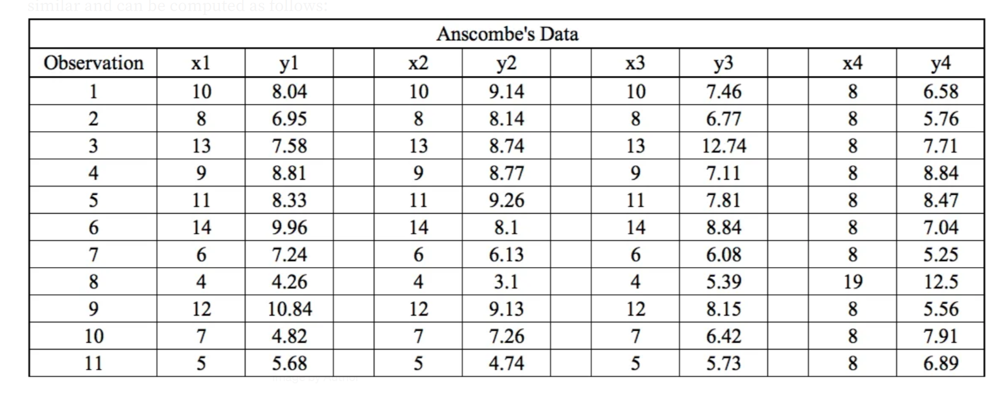 similar and can be computed as follows:
Anscombe's Data
Observation x1 y1 x2 y2 x3 y3 x4 y4
1 10 8.04 10 9.14 10 7.46 8 6.58
2 8 6.95 8 8.14 8 6.77 8 5.76
3 13 7.58 13 8.74 13 12.74 8 7.71
4 9 8.81 9 8.77 9 7.11 8 8.84
5 11 8.33 11 9.26 11 7.81 8 8.47
6 14 9.96 14 8.1 14 8.84 8 7.04
7 6 7.24 6 6.13 6 6.08 8 5.25
8 4 4.26 4 3.1 4 5.39 19 12.5
9 12 10.84 12 9.13 12 8.15 8 5.56
10 7 4.82 7 7.26 7 6.42 8 7.91
11 5 5.68 5 4.74 5 5.73 8 6.89
Image by Author